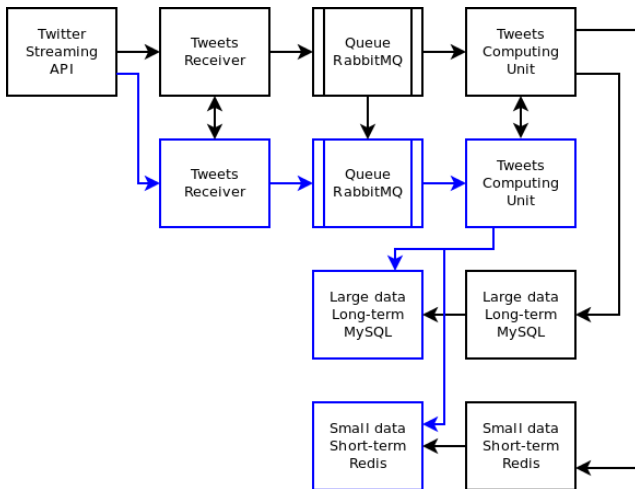 Twitter
Streaming
API
Tweets
Receiver
Queue
RabbitMQ
Tweets
Computing
Unit
Tweets
Receiver
Queue
RabbitMQ
Tweets
Computing
Unit
Large data
Long-term
MySQL
Large data
Long-term
MySQL
Small data
Short-term
Redis
Small data
Short-term
Redis